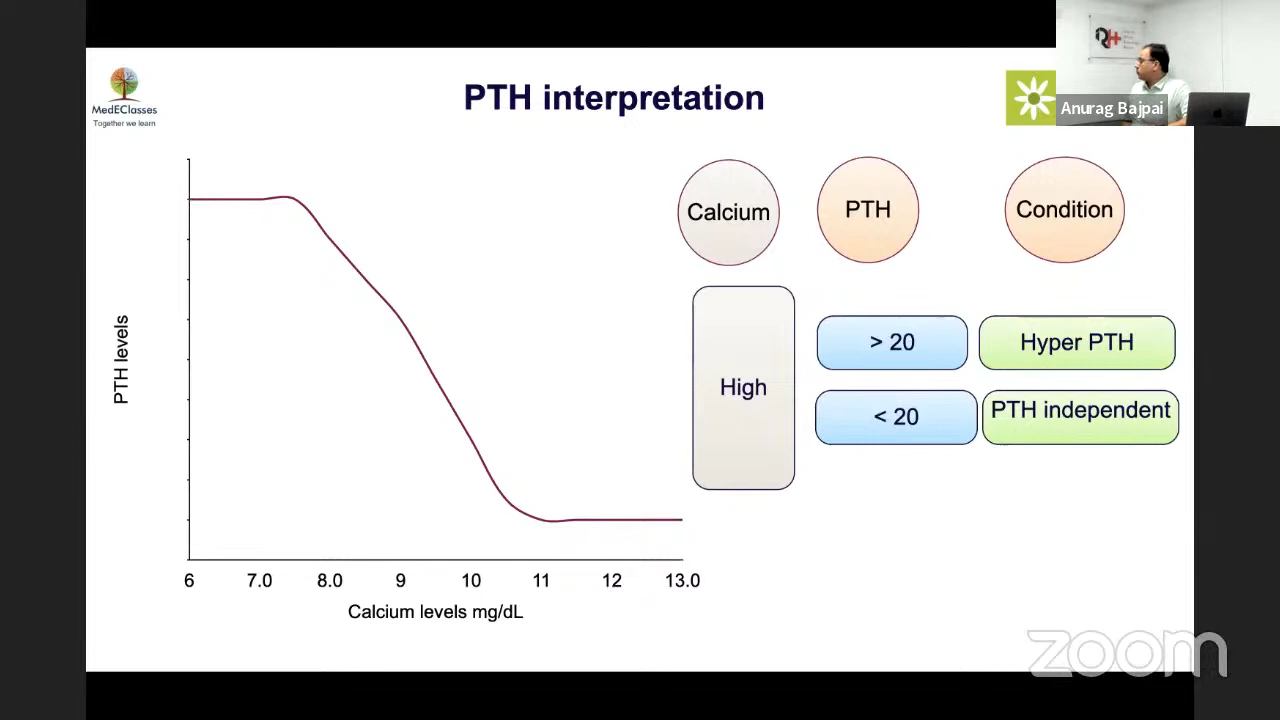 MedEClasses
Together we learn
PTH interpretation
Anurag Bajpai
PTH levels
6 7.0 8.0 9 10 11 12 13.0
Calcium levels mg/dL
Calcium PTH Condition
High
> 20 Hyper PTH
< 20 PTH independent
zoom